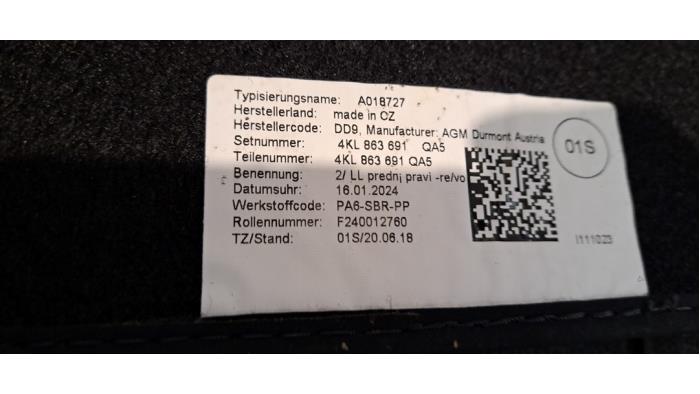 Typisierungsname: A018727
Herstellerland: made in CZ
Herstellercode: DD9, Manufacturer: AGM Durmont Austria
Setnummer: 4KL 863 691 QA5
Teilenummer: 4KL 863 691 QA5
Benennung: 2/ LL predni pravi -re/vo
Datumsuhr: 16.01.2024
Werkstoffcode: PA6-SBR-PP
Rollennummer: F240012760
TZ/Stand: 01S/20.06.18
01S
I111023